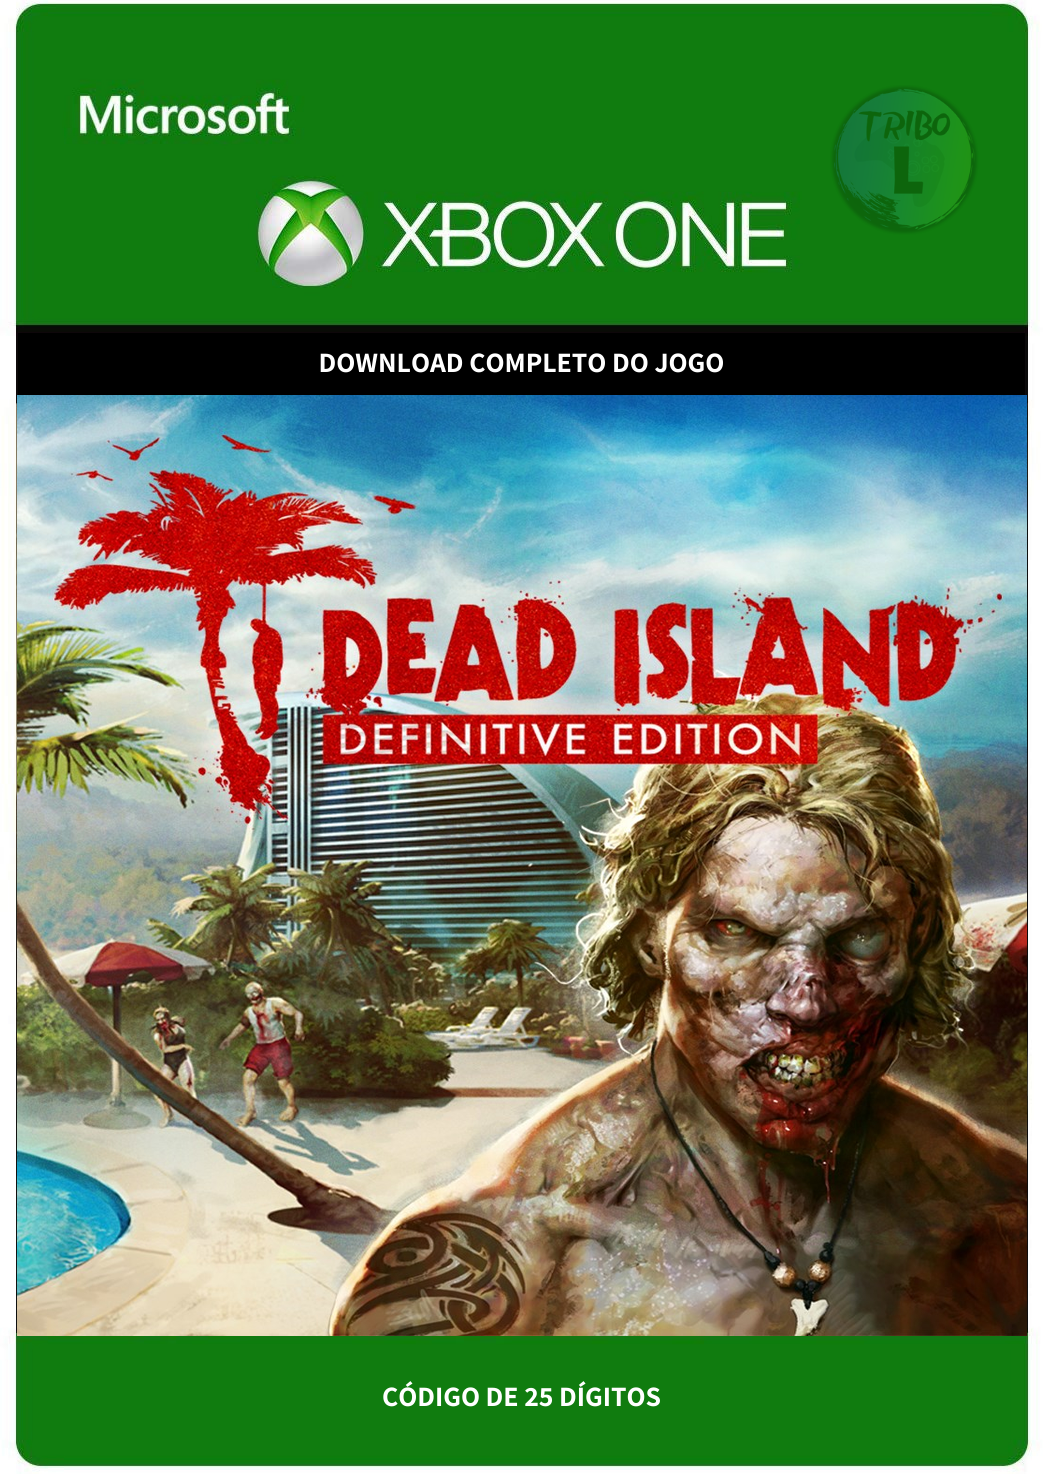 Microsoft
TRIBO
L
XBOX ONE
DOWNLOAD COMPLETO DO JOGO
DEAD ISLAND
DEFINITIVE EDITION
CÓDIGO DE 25 DÍGITOS